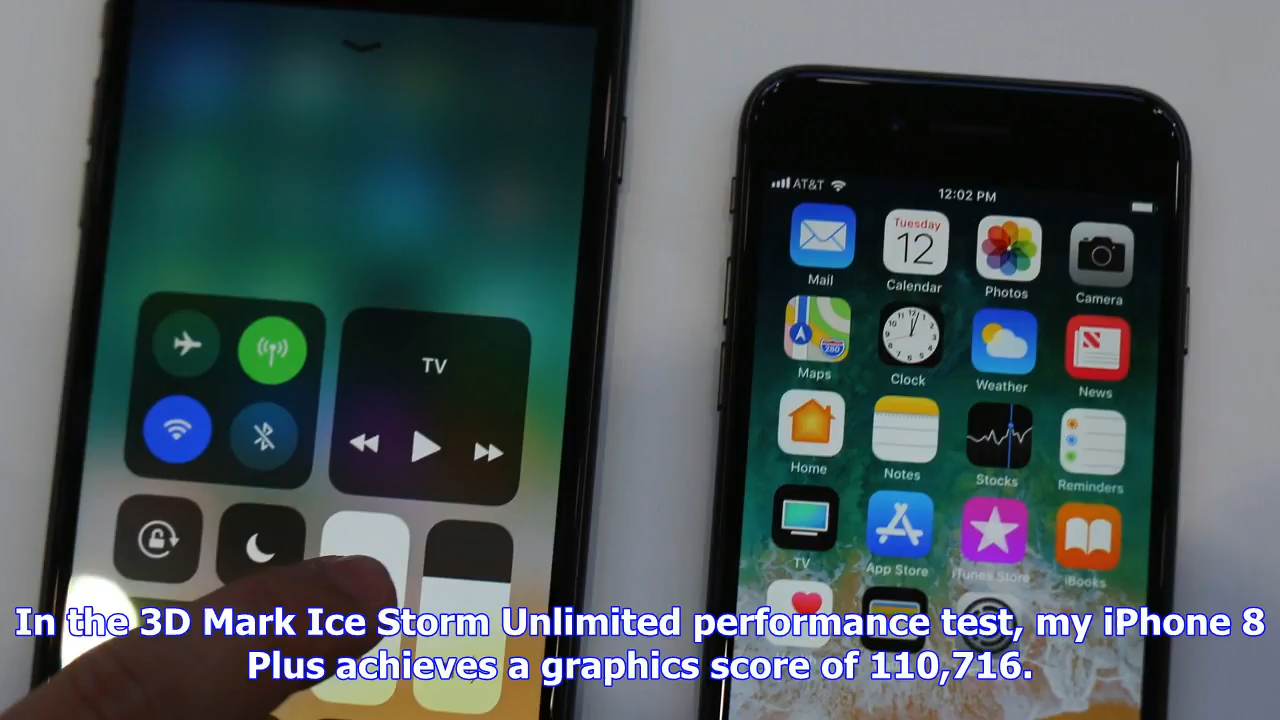 TV
AT&T
12:02 PM
Tuesday
12
Mail
Calendar
Photos
Camera
280
Maps
Clock
Weather
News
Home
Notes
Stocks
Reminders
TV
App Store
iTunes Store
iBooks
In the 3D Mark Ice Storm Unlimited performance test, my iPhone 8
Plus achieves a graphics score of 110,716.